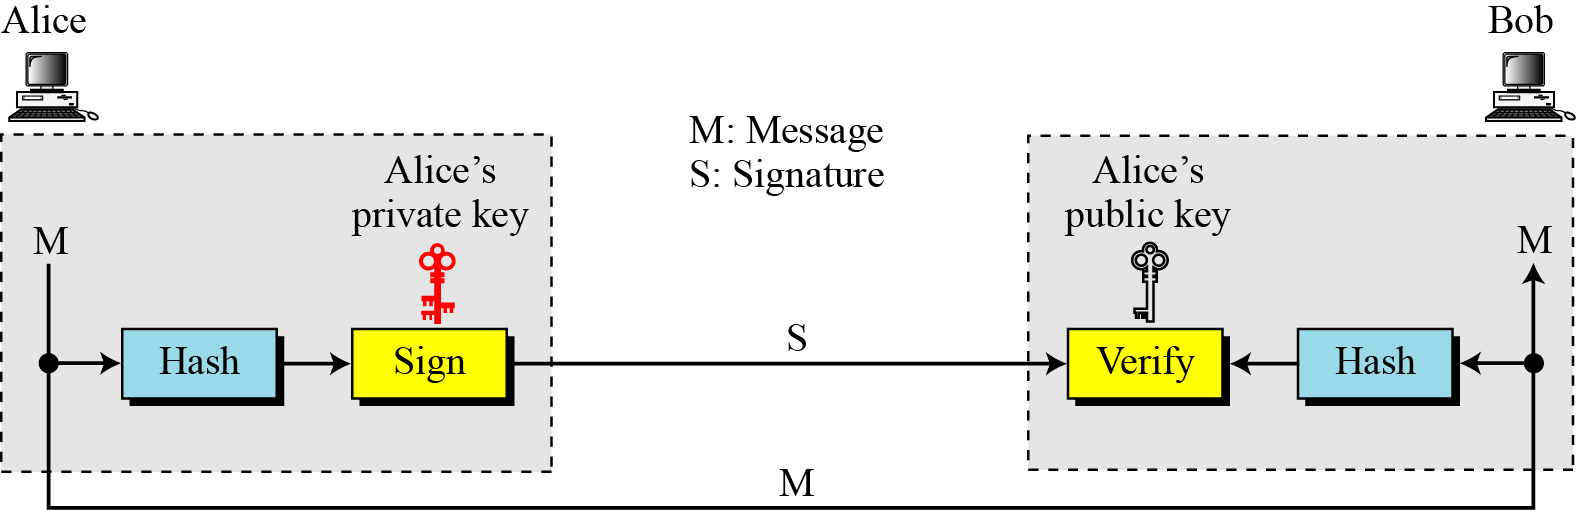 Alice
Bob
M: Message
S: Signature
Alice’s
private key
Alice’s
public key
M
M
Hash
Sign
S
Verify
Hash
M